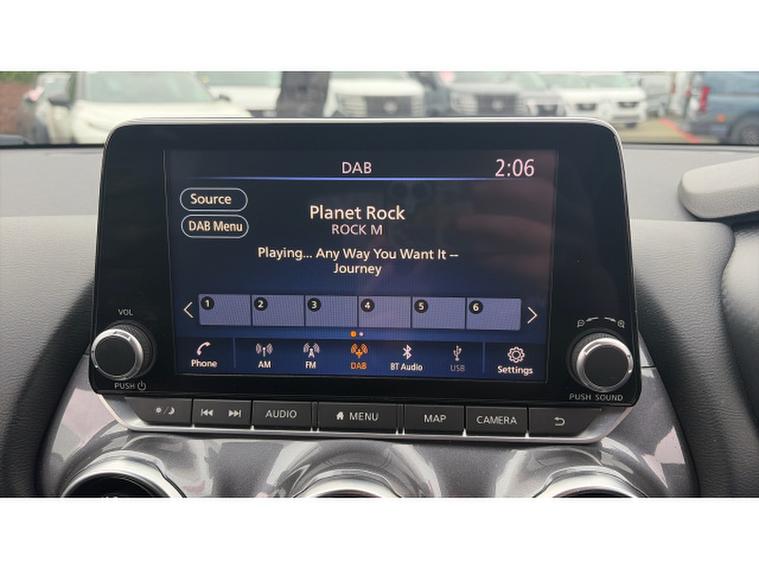 DAB
2:06
Source
Planet Rock
DAB Menu
ROCK M
Playing... Any Way You Want It --
Journey
1 2 3 4 5 6
VOL
Phone AM FM DAB BT Audio USB Settings
PUSH
PUSH SOUND
AUDIO MENU MAP CAMERA